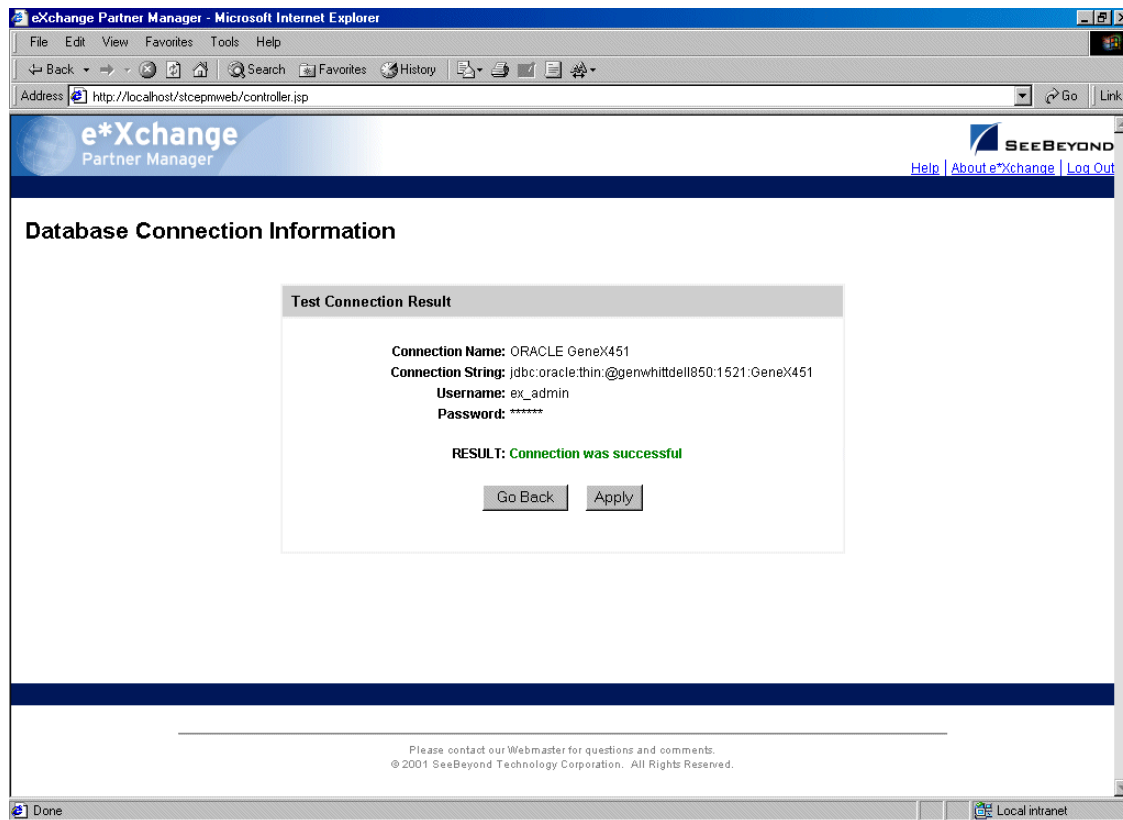 eXchange Partner Manager - Microsoft Internet Explorer
File Edit View Favorites Tools Help
Back Search Favorites History
Address http://localhost/stcepmweb/controller.jsp Go Link
e*Xchange
Partner Manager
SEEBEYOND
Help | About e*Xchange | Log Out
Database Connection Information
Test Connection Result
Connection Name: ORACLE GeneX451
Connection String: jdbc:oracle:thin:@genwhittdell850:1521:GeneX451
Username: ex_admin
Password: ******
RESULT: Connection was successful
Go Back Apply
Please contact our Webmaster for questions and comments.
© 2001 SeeBeyond Technology Corporation. All Rights Reserved.
Done Local intranet